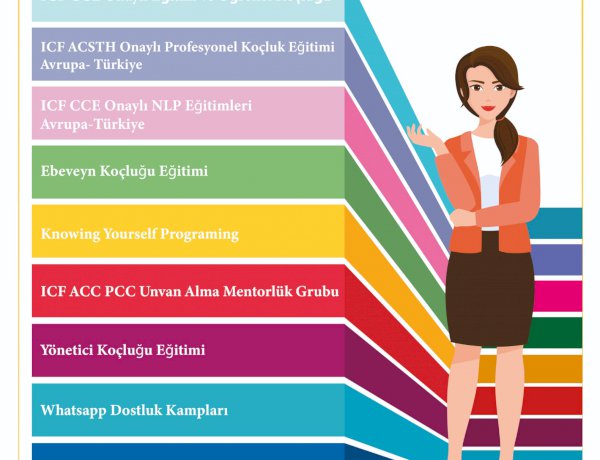 ICF ACSTH Onaylı Profesyonel Koçluk Eğitimi
Avrupa- Türkiye
ICF CCE Onaylı NLP Eğitimleri
Avrupa-Türkiye
Ebeveyn Koçluğu Eğitimi
Knowing Yourself Programing
ICF ACC PCC Unvan Alma Mentorlük Grubu
Yönetici Koçluğu Eğitimi
Whatsapp Dostluk Kampları